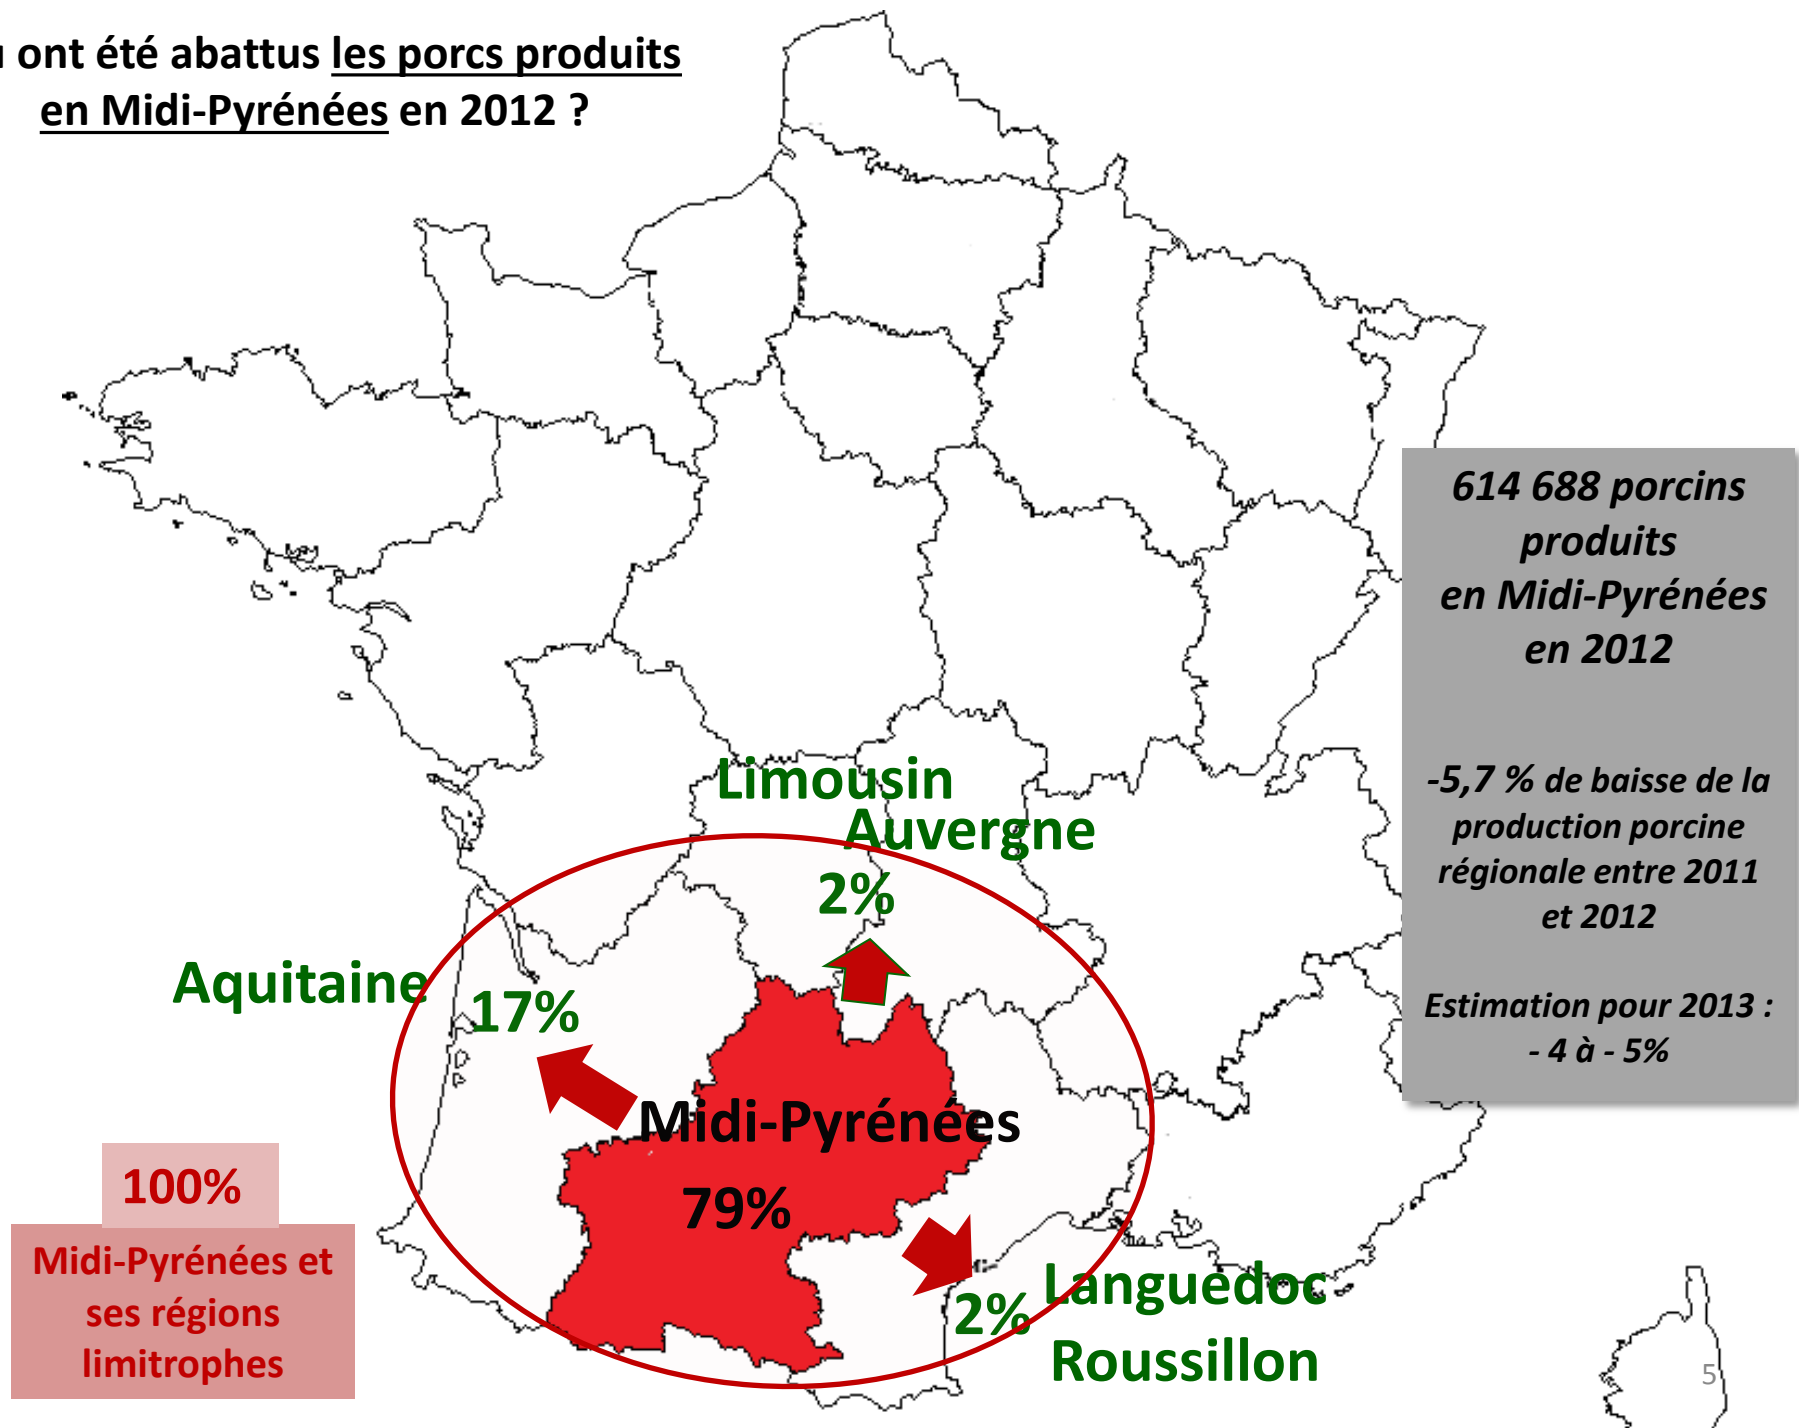 ont été abattus les porcs produits
en Midi-Pyrénées en 2012 ?
614 688 porcins
produits
en Midi-Pyrénées
en 2012
-5,7 % de baisse de la
production porcine
régionale entre 2011
et 2012
Estimation pour 2013 :
- 4 à - 5%
Limousin
Auvergne
2%
Aquitaine
17%
Midi-Pyrénées
79%
100%
Midi-Pyrénées et
ses régions
limitrophes
2%
Languedoc
Roussillon
5